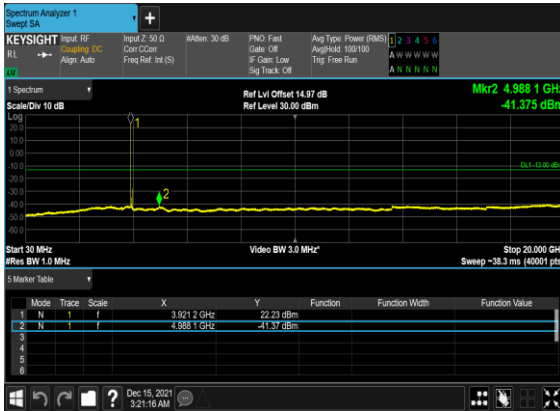 Spectrum Analyzer 1
Swept SA
+
KEYSIGHT Input: RF Input Z: 50 Ω #Atten: 30 dB PNO: Fast Avg Type: Power (RMS) 1 2 3 4 5 6
RL Coupling: DC Corr CCorr Gate: Off Avg|Hold: 100/100 A W W W W W
Align: Auto Freq Ref: Int (S) IF Gain: Low Trig: Free Run
Sig Track: Off A N N N N N
1 Spectrum
Ref Lvl Offset 14.97 dB Mkr2 4.988 1 GHz
Scale/Div 10 dB Ref Level 30.00 dBm -41.375 dBm
Log
20.0
10.0
0.00
-10.0
DL1 -13.00 dBm
-20.0
-30.0
-40.0
-50.0
-60.0
1
2
Start 30 MHz Video BW 3.0 MHz* Stop 20.000 GHz
#Res BW 1.0 MHz Sweep ~38.3 ms (40001 pts)
5 Marker Table
Mode Trace Scale X Y Function Function Width Function Value
1 N 1 f 3.921 2 GHz 22.23 dBm
2 N 1 f 4.988 1 GHz -41.37 dBm
3
4
5
6
? Dec 15, 2021
3:21:16 AM